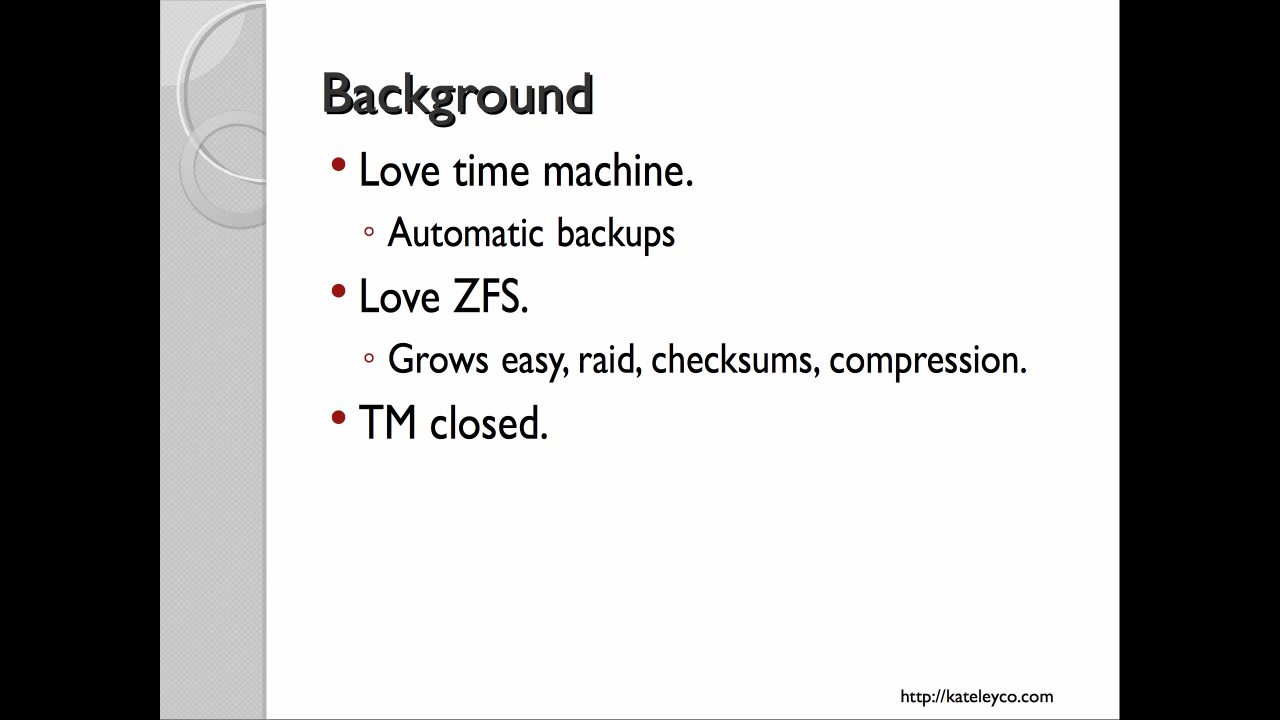 Background
• Love time machine.
◦ Automatic backups
• Love ZFS.
◦ Grows easy, raid, checksums, compression.
• TM closed.
http://kateleyco.com